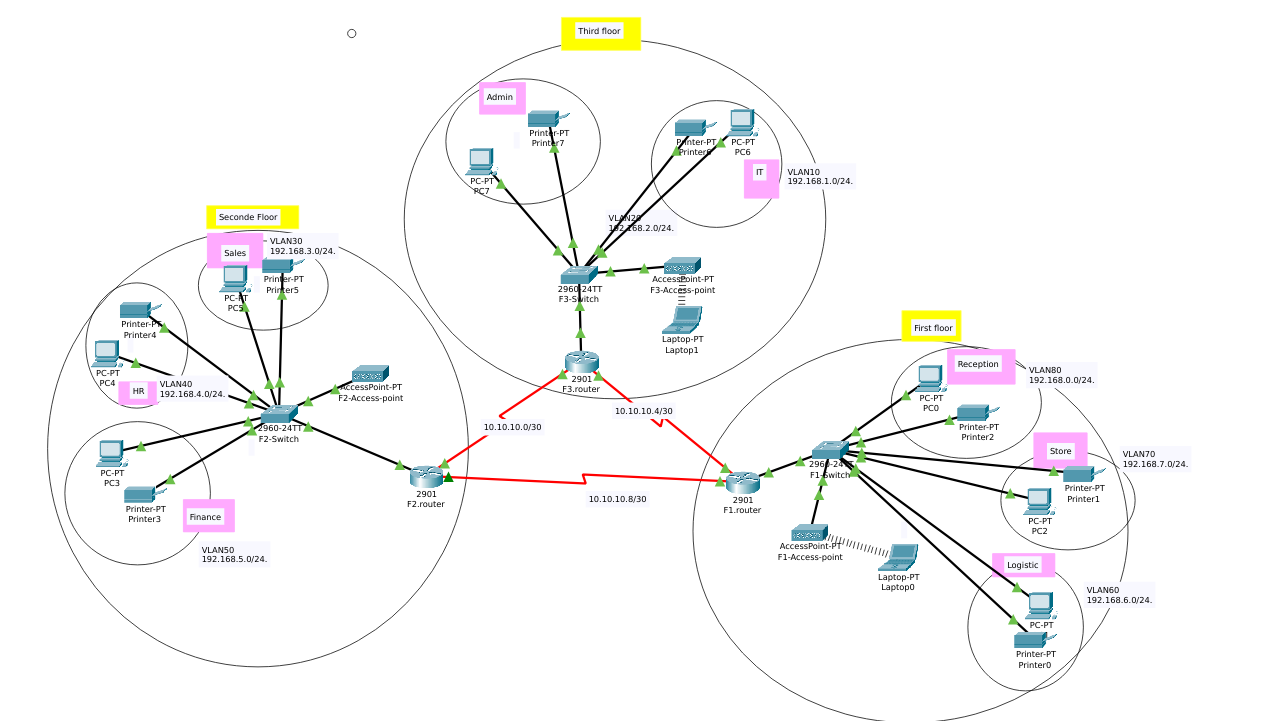 Third floor
Admin
Printer-PT
Printer7
PC-PT
PC7
Printer-PT
Printer6
PC-PT
PC6
IT
VLAN10
192.168.1.0/24.
VLAN20
192.168.2.0/24.
2960-24TT
F3-Switch
AccessPoint-PT
F3-Access-point
Laptop-PT
Laptop1
2901
F3.router
Seconde Floor
Sales
VLAN30
192.168.3.0/24.
PC-PT
PC5
Printer-PT
Printer5
Printer-PT
Printer4
PC-PT
PC4
HR
VLAN40
192.168.4.0/24.
2960-24TT
F2-Switch
AccessPoint-PT
F2-Access-point
PC-PT
PC3
Printer-PT
Printer3
Finance
VLAN50
192.168.5.0/24.
2901
F2.router
10.10.10.0/30
10.10.10.4/30
10.10.10.8/30
First floor
Reception
PC-PT
PC0
Printer-PT
Printer2
VLAN80
192.168.8.0/24.
2960-24TT
F1-Switch
Store
Printer-PT
Printer1
PC-PT
PC2
VLAN70
192.168.7.0/24.
2901
F1.router
AccessPoint-PT
F1-Access-point
Laptop-PT
Laptop0
Logistic
PC-PT
Printer-PT
Printer0
VLAN60
192.168.6.0/24.